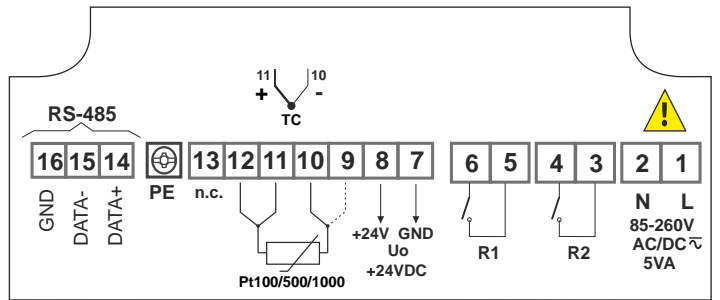 11 10
+ -
TC
RS-485
16 15 14 13 12 11 10 9 8 7 6 5 4 3 2 1
GND DATA- DATA+ PE n.c.
N L
+24V GND
Uo
+24VDC
Pt100/500/1000
R1 R2
85-260V
AC/DC
5VA